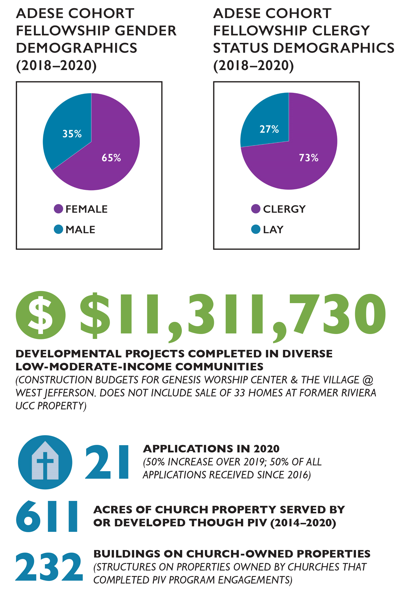 ADESE COHORT
FELLOWSHIP GENDER
DEMOGRAPHICS
(2018–2020)
35%
65%
FEMALE
MALE
ADESE COHORT
FELLOWSHIP CLERGY
STATUS DEMOGRAPHICS
(2018–2020)
27%
73%
CLERGY
LAY
$ $11,311,730
DEVELOPMENTAL PROJECTS COMPLETED IN DIVERSE
LOW-MODERATE-INCOME COMMUNITIES
(CONSTRUCTION BUDGETS FOR GENESIS WORSHIP CENTER & THE VILLAGE @
WEST JEFFERSON. DOES NOT INCLUDE SALE OF 33 HOMES AT FORMER RIVIERA
UCC PROPERTY)
21
APPLICATIONS IN 2020
(50% INCREASE OVER 2019; 50% OF ALL
APPLICATIONS RECEIVED SINCE 2016)
611
ACRES OF CHURCH PROPERTY SERVED BY
OR DEVELOPED THOUGH PIV (2014–2020)
232
BUILDINGS ON CHURCH-OWNED PROPERTIES
(STRUCTURES ON PROPERTIES OWNED BY CHURCHES THAT
COMPLETED PIV PROGRAM ENGAGEMENTS)